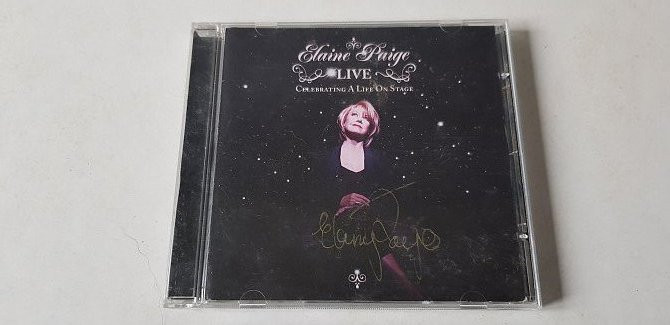 Elaine Paige
LIVE
CELEBRATING A LIFE ON STAGE
Elaine Paige